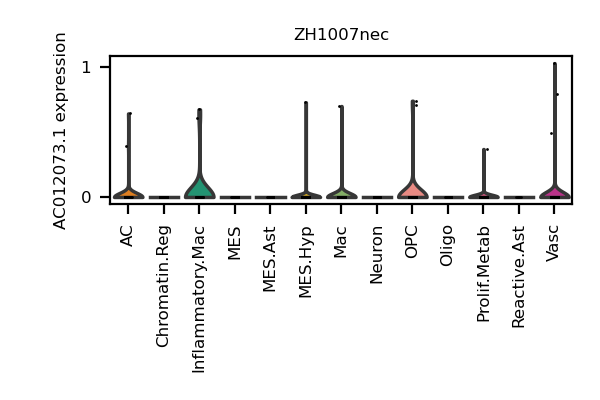 ZH1007nec
AC012073.1 expression
1
0
AC
Chromatin.Reg
Inflammatory.Mac
MES
MES.Ast
MES.Hyp
Mac
Neuron
OPC
Oligo
Prolif.Metab
Reactive.Ast
Vasc